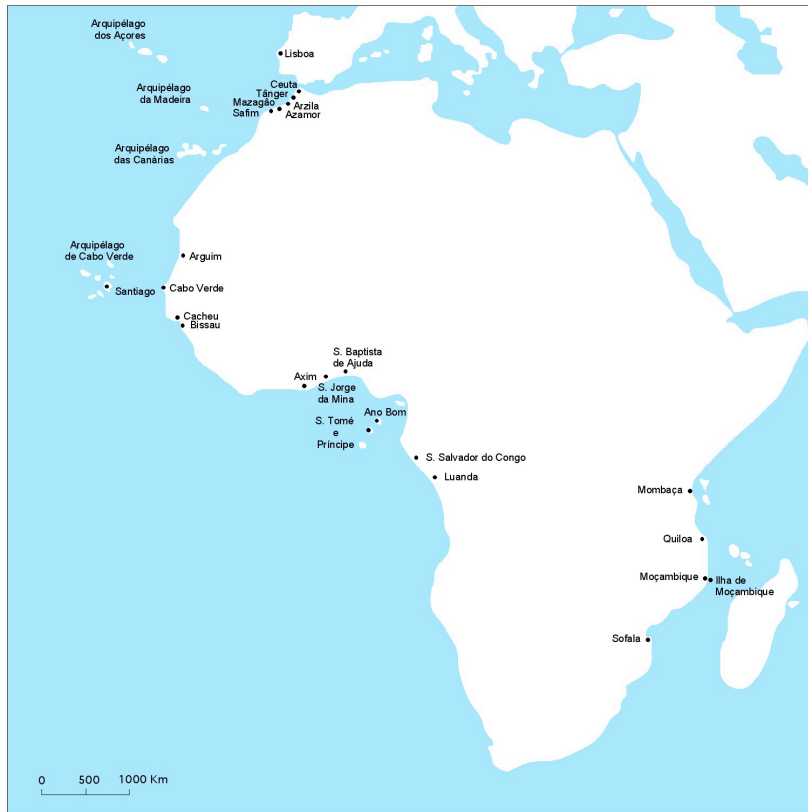 Arquipélago
dos Açores
Lisboa
Arquipélago
da Madeira
Ceuta
Tânger
Mazagão
Arzila
Safim
Azamor
Arquipélago
das Canárias
Arquipélago
de Cabo Verde
Arguim
Santiago
Cabo Verde
Cacheu
Bissau
S. Baptista
de Ajuda
Axim
S. Jorge
da Mina
Ano Bom
S. Tomé
e
Príncipe
S. Salvador do Congo
Luanda
Mombaça
Quiloa
Moçambique
Ilha de
Moçambique
Sofala
0 500 1000 Km